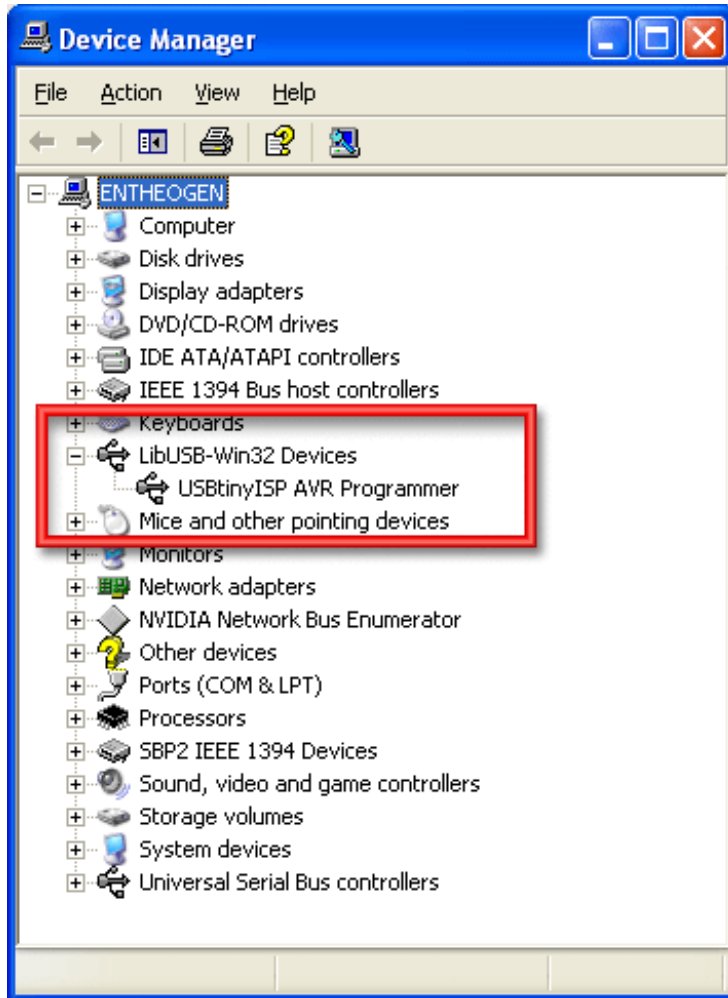 Device Manager
File Action View Help
ENTHEOGEN
Computer
Disk drives
Display adapters
DVD/CD-ROM drives
IDE ATA/ATAPI controllers
IEEE 1394 Bus host controllers
Keyboards
LibUSB-Win32 Devices
USBtinyISP AVR Programmer
Mice and other pointing devices
Monitors
Network adapters
NVIDIA Network Bus Enumerator
Other devices
Ports (COM & LPT)
Processors
SBP2 IEEE 1394 Devices
Sound, video and game controllers
Storage volumes
System devices
Universal Serial Bus controllers